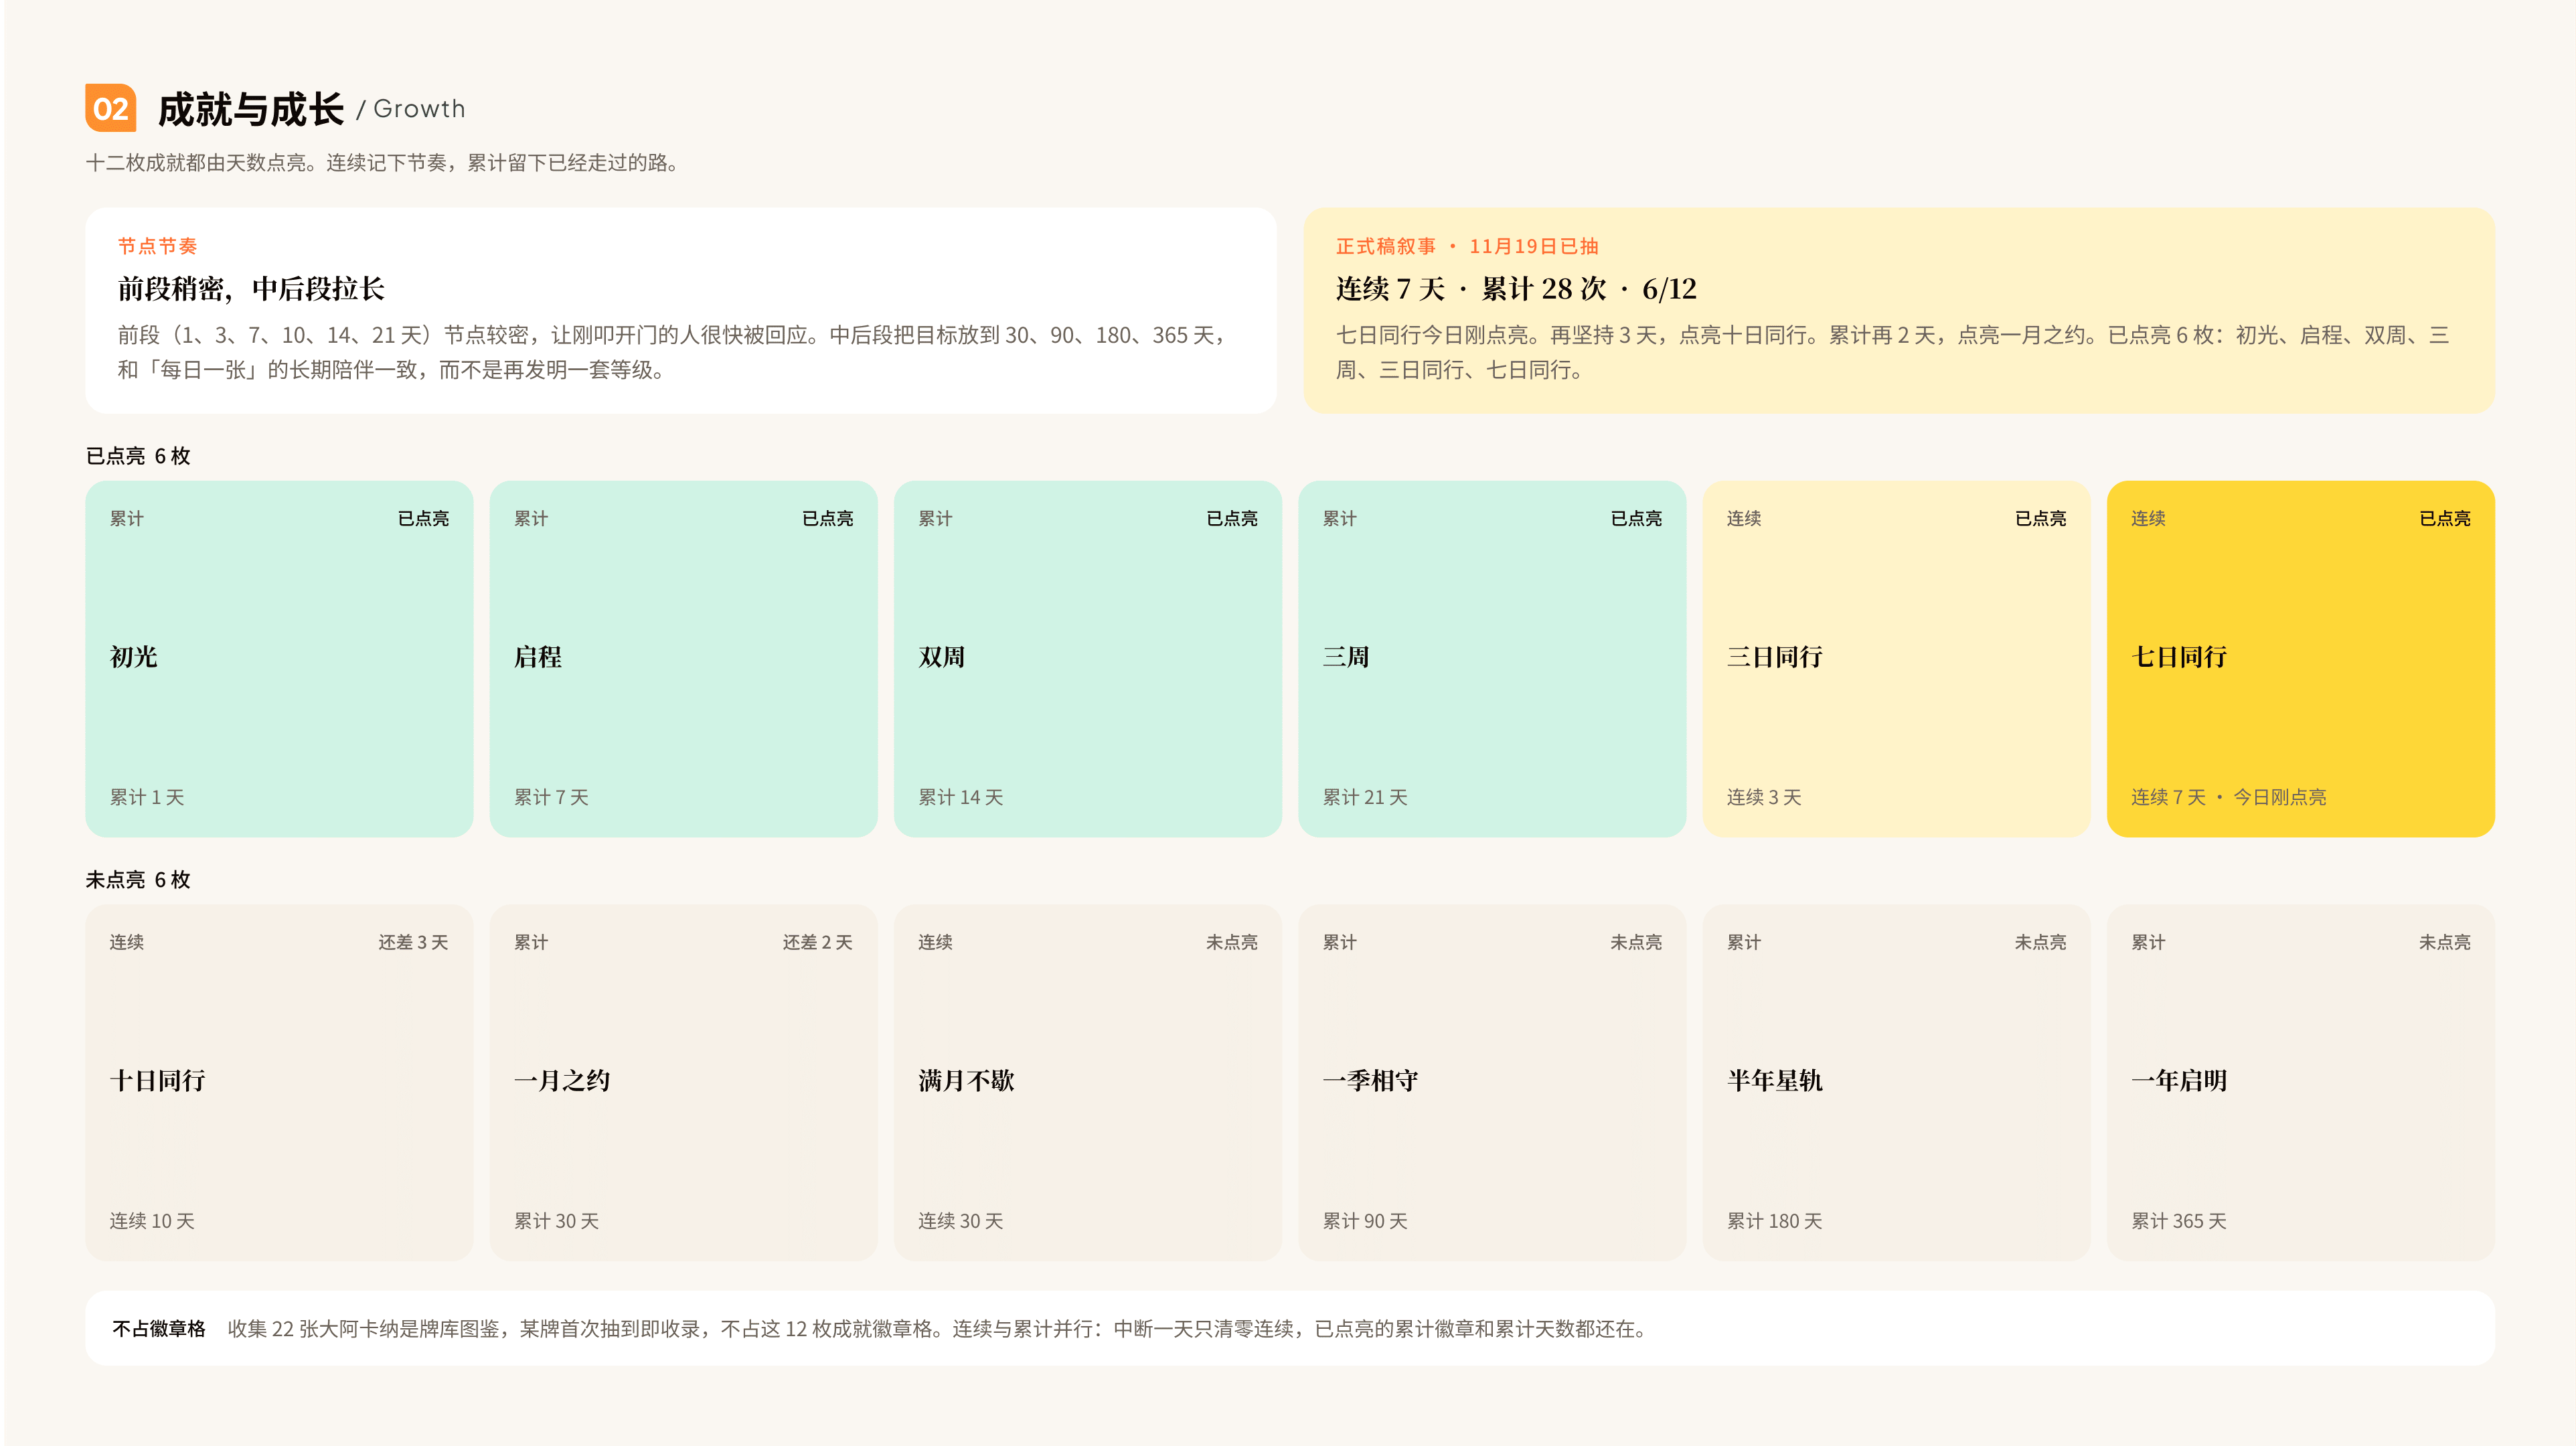 02 成就与成长 / Growth
十二枚成就都由天数点亮。连续记下节奏，累计留下已经走过的路。
节点节奏
前段稍密，中后段拉长
前段（1、3、7、10、14、21 天）节点较密，让刚叩开门的人很快被回应。中后段把目标放到 30、90、180、365 天，
和「每日一张」的长期陪伴一致，而不是再发明一套等级。
正式稿叙事 · 11月19日已抽
连续 7 天 · 累计 28 次 · 6/12
七日同行今日刚点亮。再坚持 3 天，点亮十日同行。累计再 2 天，点亮一月之约。已点亮 6 枚：初光、启程、双周、三
周、三日同行、七日同行。
已点亮 6 枚
累计 已点亮
初光
累计 1 天
累计 已点亮
启程
累计 7 天
累计 已点亮
双周
累计 14 天
累计 已点亮
三周
累计 21 天
连续 已点亮
三日同行
连续 3 天
连续 已点亮
七日同行
连续 7 天 · 今日刚点亮
未点亮 6 枚
连续 还差 3 天
十日同行
连续 10 天
累计 还差 2 天
一月之约
累计 30 天
连续 未点亮
满月不歇
连续 30 天
累计 未点亮
一季相守
累计 90 天
累计 未点亮
半年星轨
累计 180 天
累计 未点亮
一年启明
累计 365 天
不占徽章格 收集 22 张大阿卡纳是牌库图鉴，某牌首次抽到即收录，不占这 12 枚成就徽章格。连续与累计并行：中断一天只清零连续，已点亮的累计徽章和累计天数都还在。